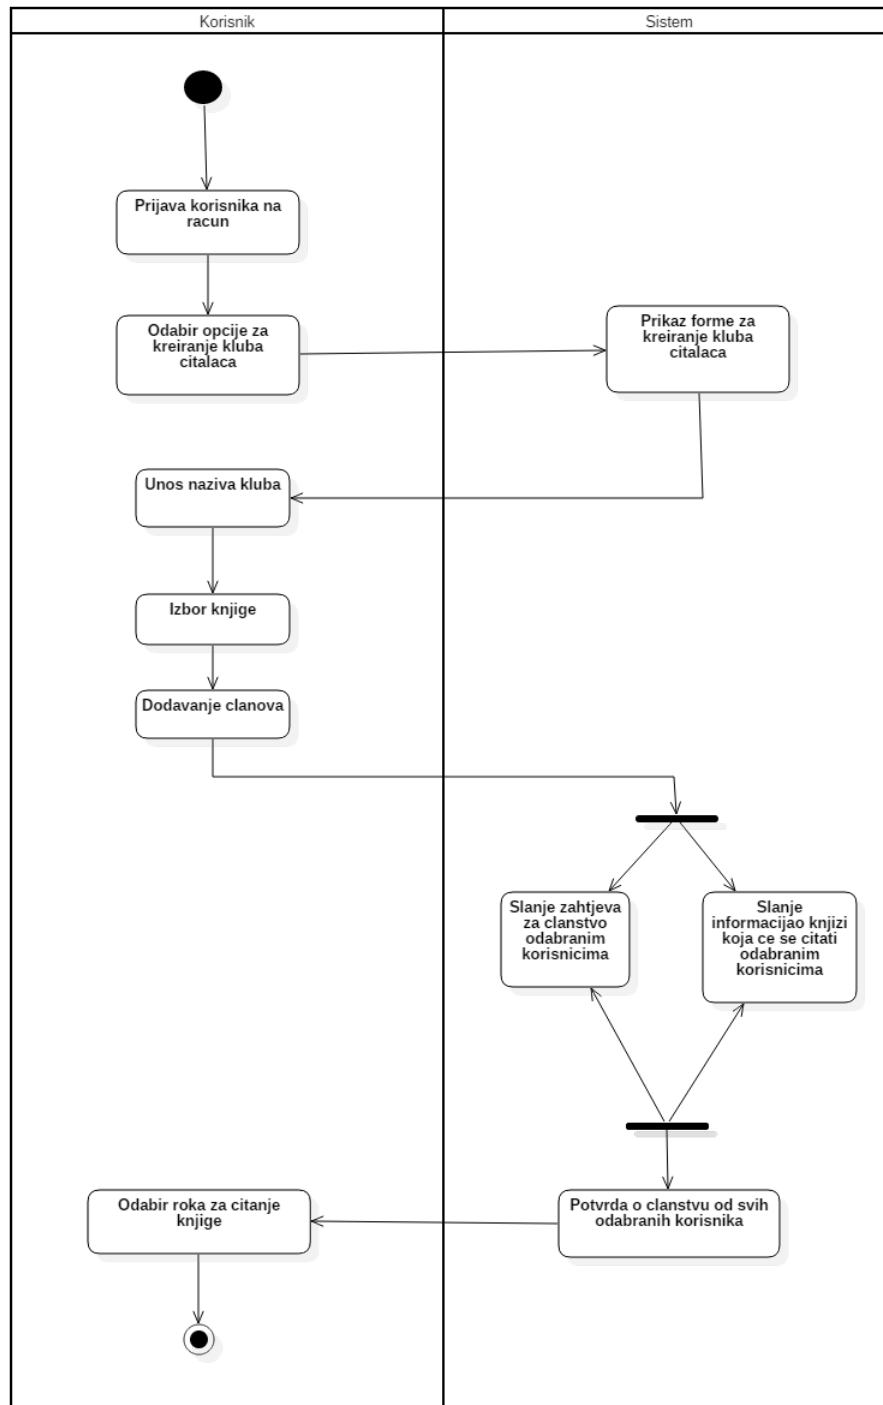 Korisnik
Sistem
Prijava korisnika na
racun
Odabir opcije za
kreiranje kluba
citalaca
Prikaz forme za
kreiranje kluba
citalaca
Unos naziva kluba
Izbor knjige
Dodavanje clanova
Slanje zahtjeva
za clanstvo
odabranim
korisnicima
Slanje
informacijao knjizi
koja ce se citati
odabranim
korisnicima
Potvrda o clanstvu od svih
odabranih korisnika
Odabir roka za citanje
knjige